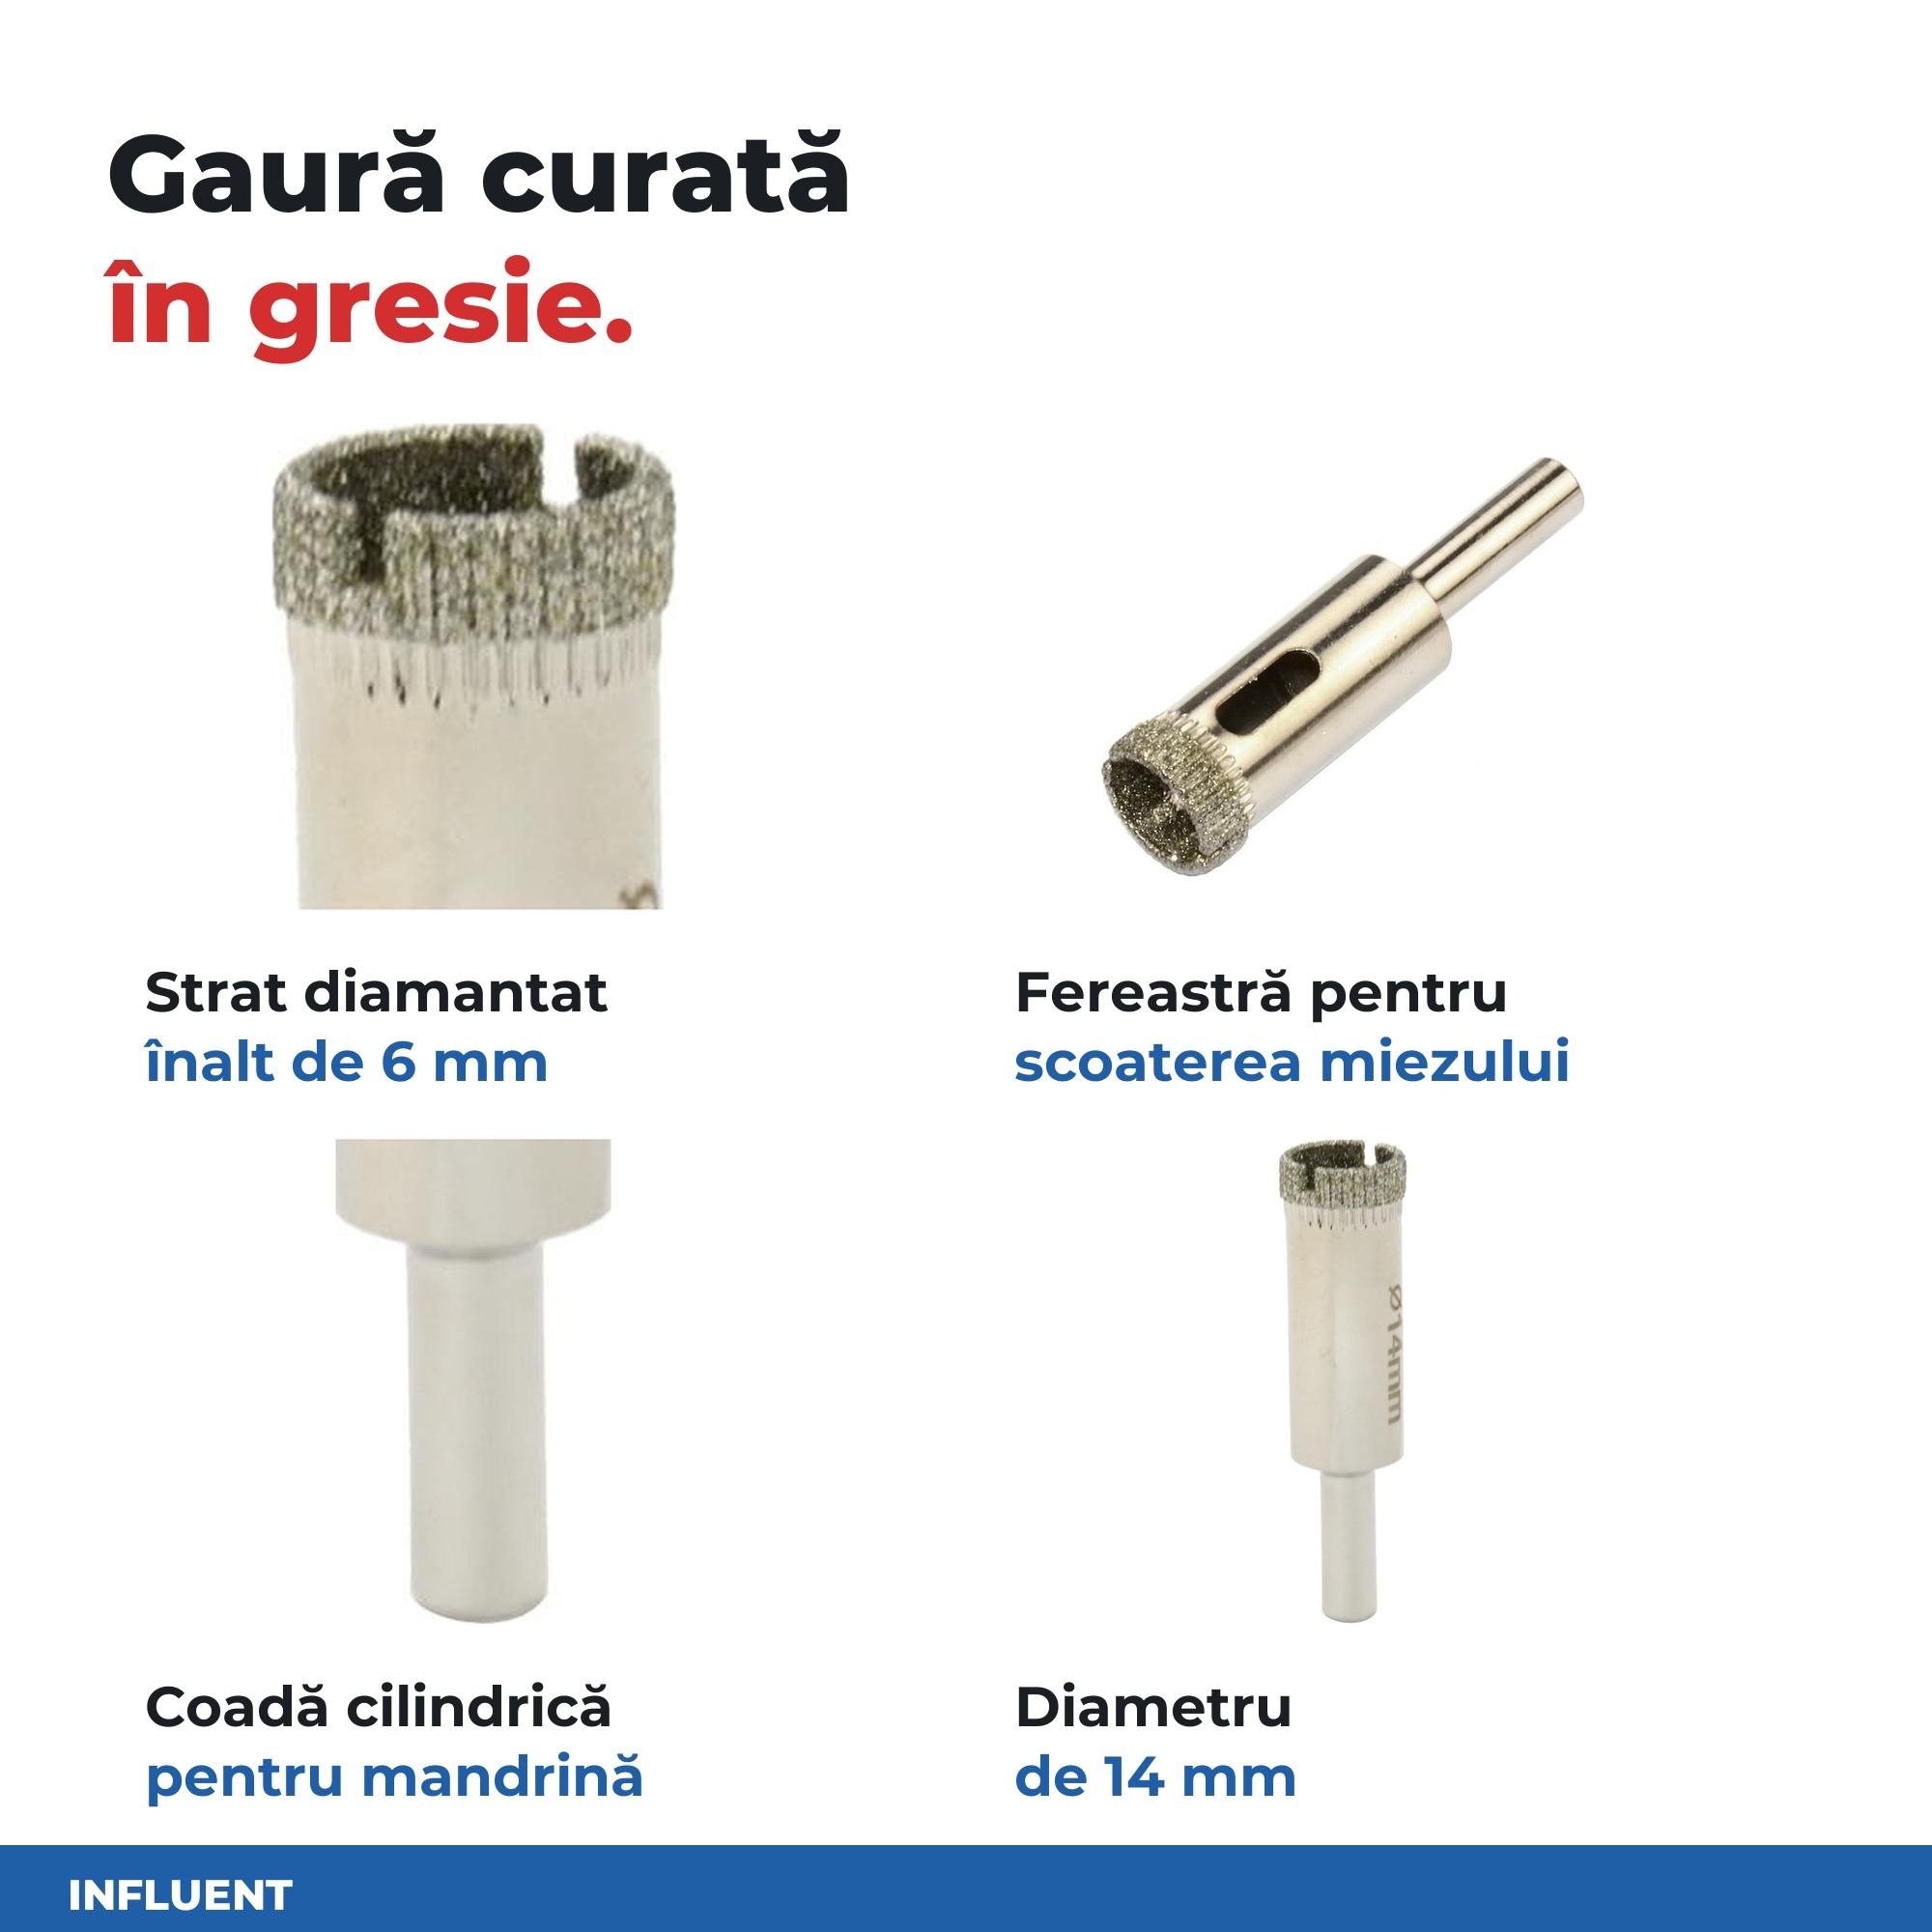 Gaură curată
în gresie.
Strat diamantat
înalt de 6 mm
Fereastră pentru
scoaterea miezului
Ø14mm
Coadă cilindrică
pentru mandrină
Diametru
de 14 mm
INFLUENT